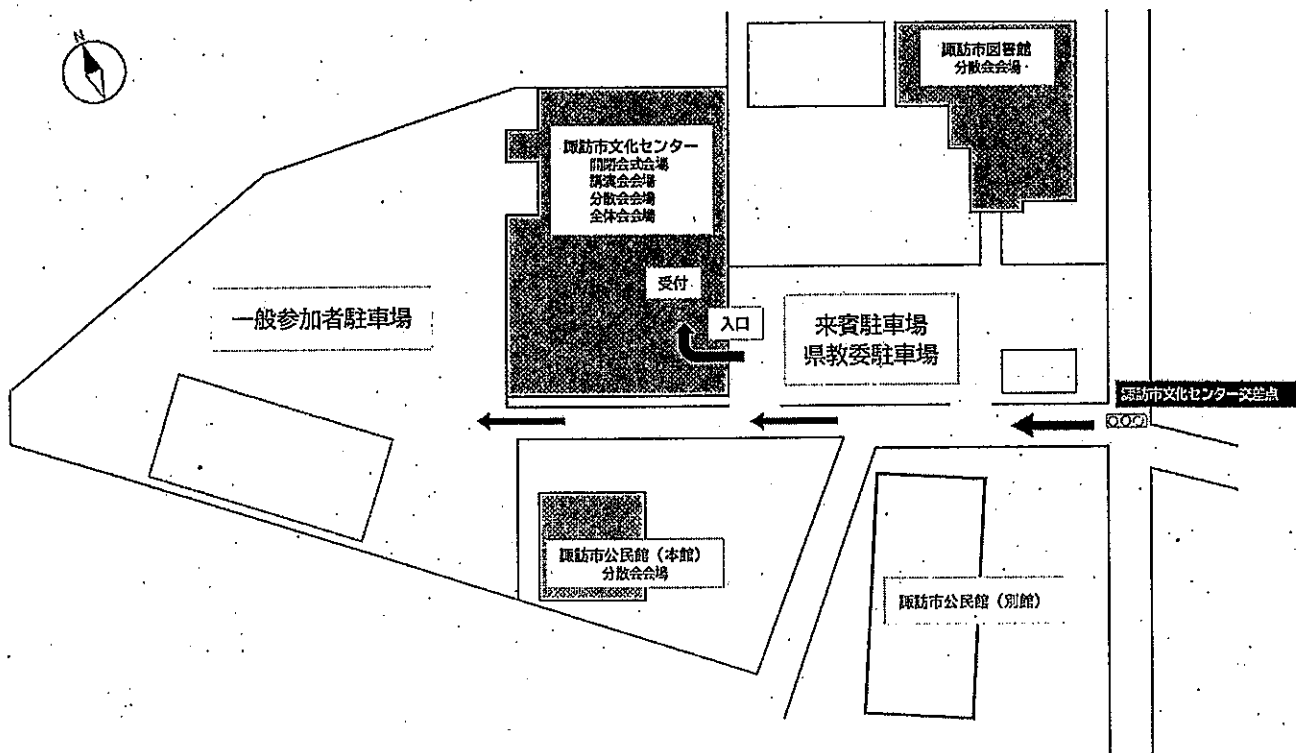 N
諏訪市図書館
分散会会場
諏訪市文化センター
開閉会式会場
講演会会場
分散会会場
全体会会場
受付
入口
一般参加者駐車場
来賓駐車場
県教委駐車場
諏訪市文化センター交差点
諏訪市公民館（本館）
分散会会場
諏訪市公民館（別館）